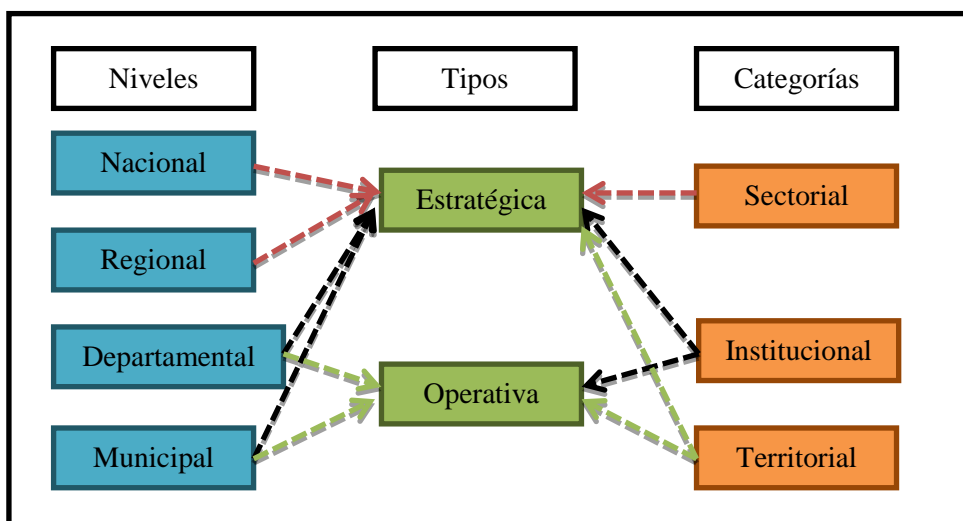 Niveles
Tipos
Categorías
Nacional
Estratégica
Sectorial
Regional
Departamental
Operativa
Institucional
Municipal
Territorial